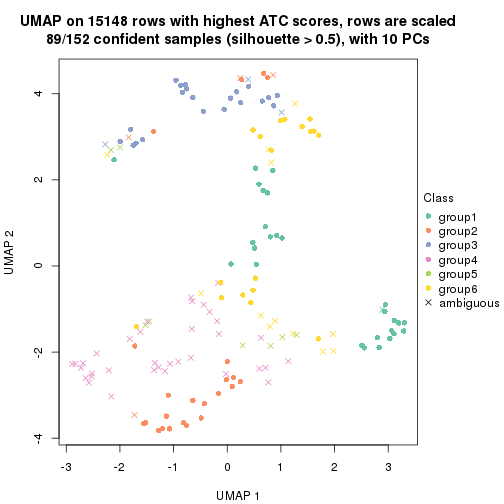 UMAP on 15148 rows with highest ATC scores, rows are scaled
89/152 confident samples (silhouette > 0.5), with 10 PCs
4
2
0
-2
-4
UMAP 2
-3
-2
-1
0
1
2
3
UMAP 1
Class
group1
group2
group3
group4
group5
group6
ambiguous